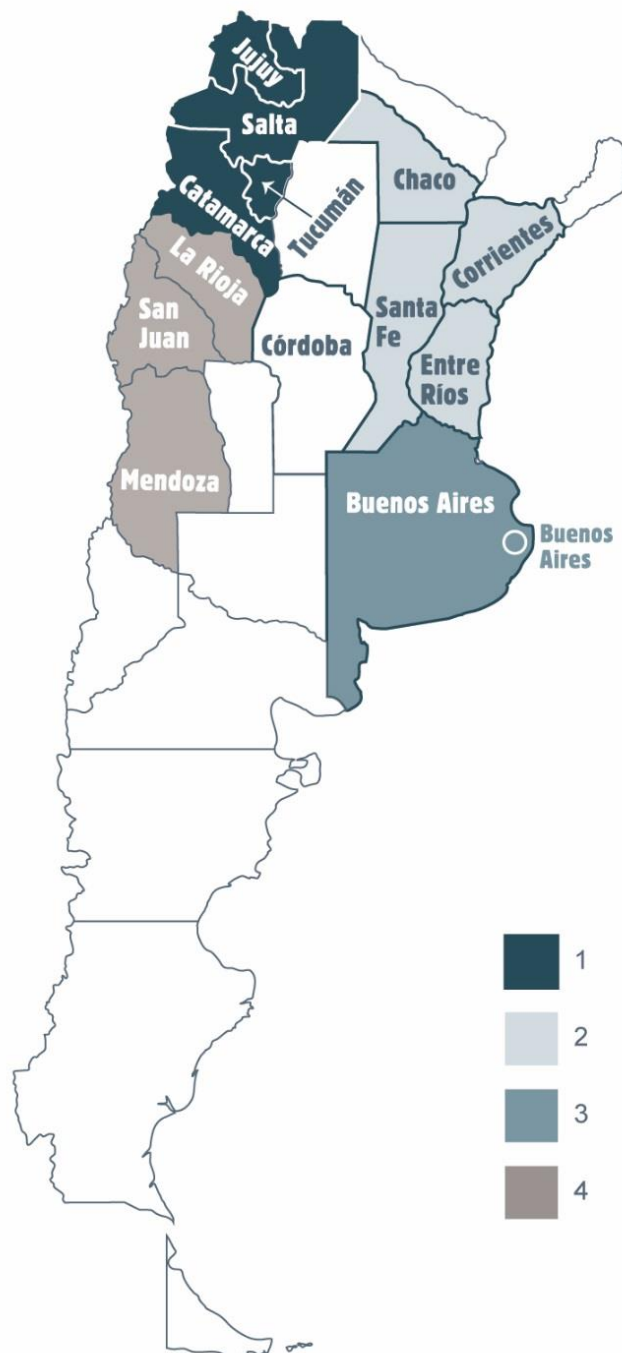 Jujuy
Salta
Catamarca
Tucumán
Chaco
Corrientes
La Rioja
San
Juan
Córdoba
Santa
Fe
Entre
Ríos
Mendoza
Buenos Aires
Buenos
Aires
1
2
3
4